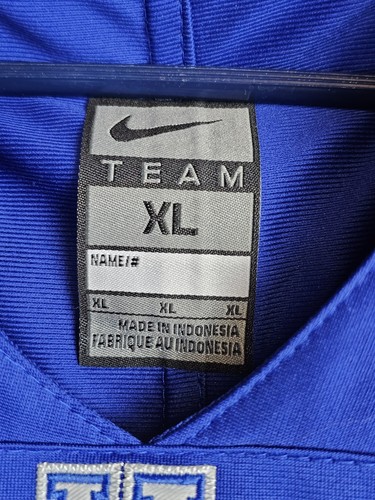 TEAM
XL
NAME/#
XL XL XL
MADE IN INDONESIA
FABRIQUE AU INDONESIA